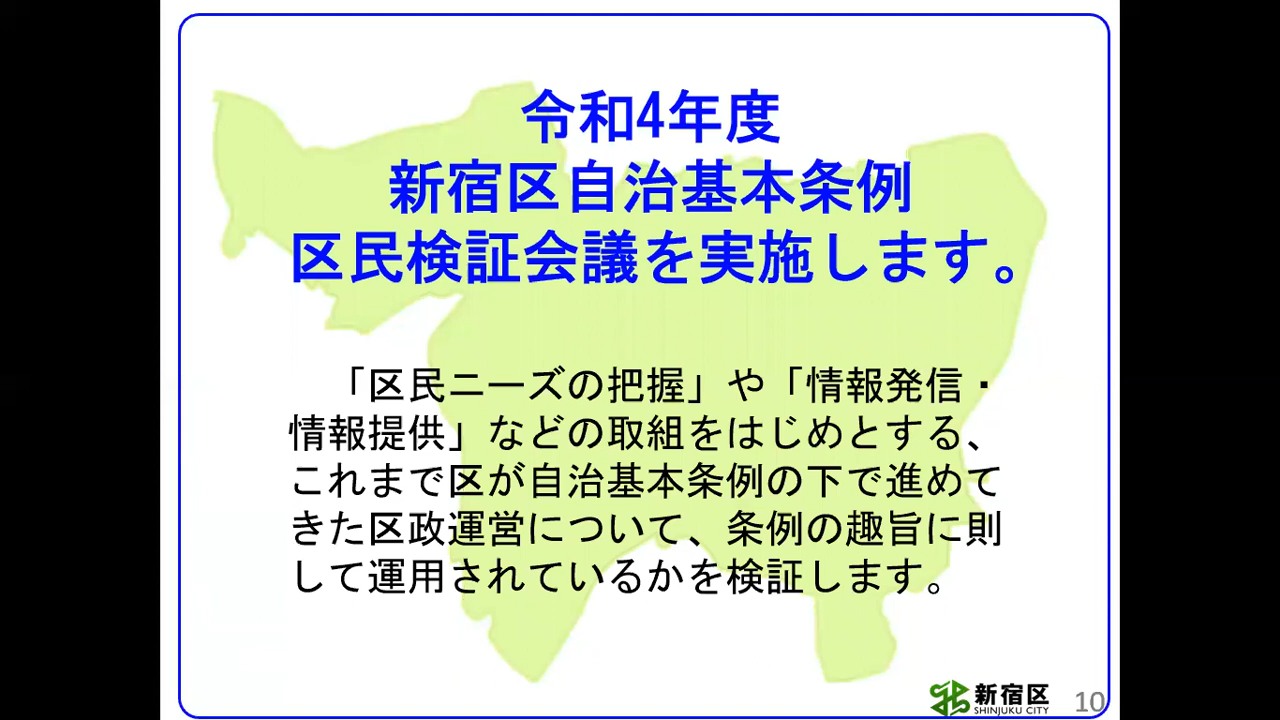 令和4年度
新宿区自治基本条例
区民検証会議を実施します。
「区民ニーズの把握」や「情報発信・
情報提供」などの取組をはじめとする、
これまで区が自治基本条例の下で進めて
きた区政運営について、条例の趣旨に則
して運用されているかを検証します。
新宿区
SHINJUKU CITY
10